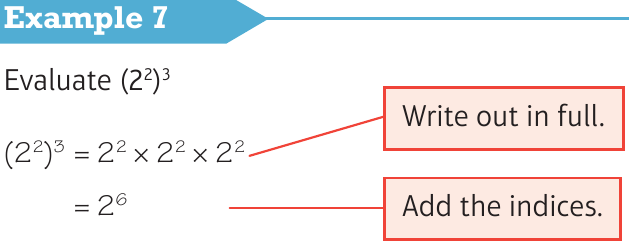 Example 7
Evaluate (2²)³
Write out in full.
(2²)³ = 2² × 2² × 2²
= 2⁶
Add the indices.